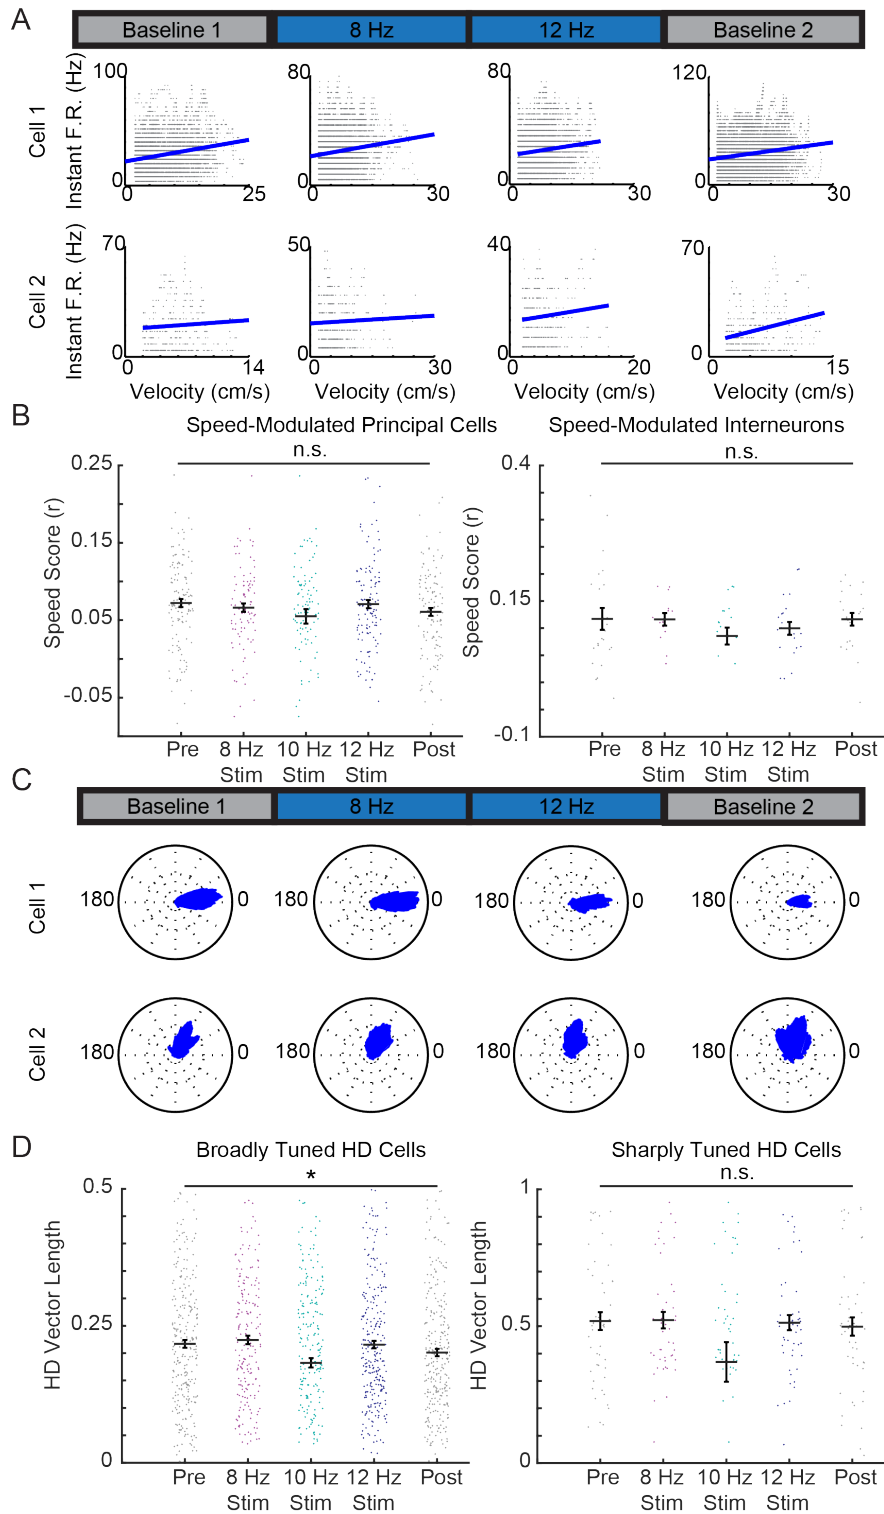 A
Baseline 1 8 Hz 12 Hz Baseline 2
Cell 1
Instant F.R. (Hz)
100 80 80 120
0 0 0 0
0 25 0 30 0 30 0 30
Cell 2
Instant F.R. (Hz)
70 50 40 70
0 0 0 0
0 14 0 30 0 20 0 15
Velocity (cm/s) Velocity (cm/s) Velocity (cm/s) Velocity (cm/s)
B
Speed-Modulated Principal Cells Speed-Modulated Interneurons
n.s. n.s.
Speed Score (r)
0.25
0.15
0.05
-0.05
Pre 8 Hz 10 Hz 12 Hz Post
Stim Stim Stim
Speed Score (r)
0.4
0.15
-0.1
Pre 8 Hz 10 Hz 12 Hz Post
Stim Stim Stim
C
Baseline 1 8 Hz 12 Hz Baseline 2
Cell 1
180 0 180 0 180 0 180 0
Cell 2
180 0 180 0 180 0 180 0
D
Broadly Tuned HD Cells Sharply Tuned HD Cells
* n.s.
HD Vector Length
0.5
0.25
0
Pre 8 Hz 10 Hz 12 Hz Post
Stim Stim Stim
HD Vector Length
1
0.5
0
Pre 8 Hz 10 Hz 12 Hz Post
Stim Stim Stim